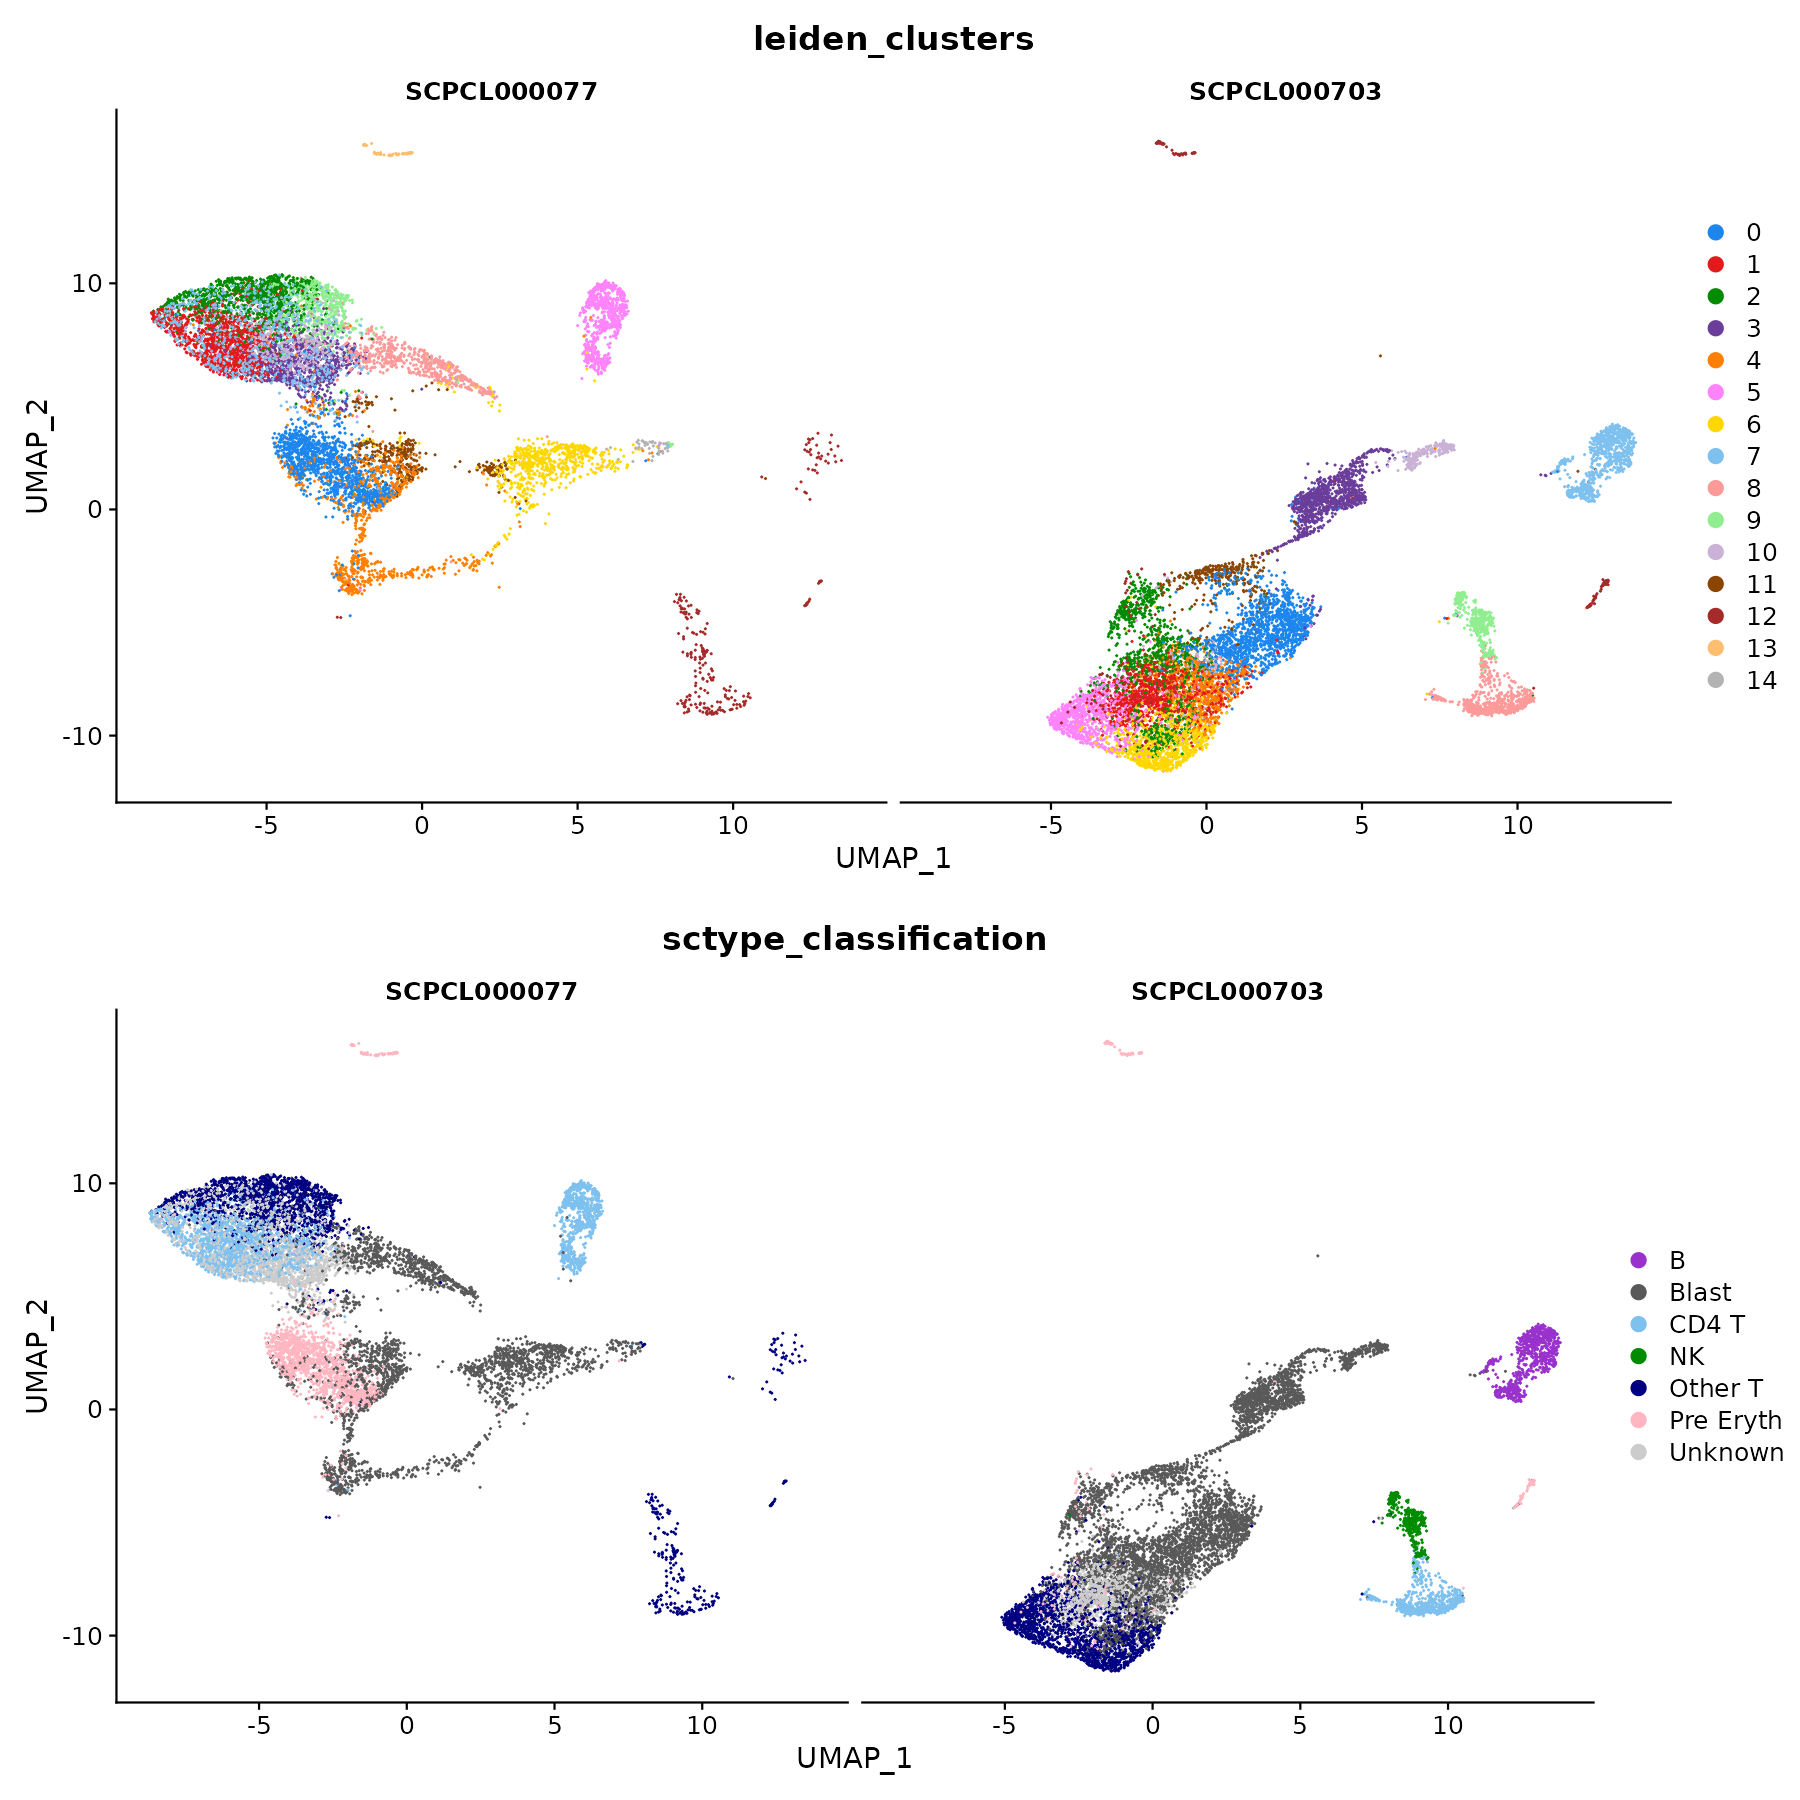 leiden_clusters
SCPCL000077 SCPCL000703
10
0
-10
UMAP_2
-5 0 5 10 -5 0 5 10
UMAP_1
0
1
2
3
4
5
6
7
8
9
10
11
12
13
14
sctype_classification
SCPCL000077 SCPCL000703
10
0
-10
UMAP_2
-5 0 5 10 -5 0 5 10
UMAP_1
B
Blast
CD4 T
NK
Other T
Pre Eryth
Unknown